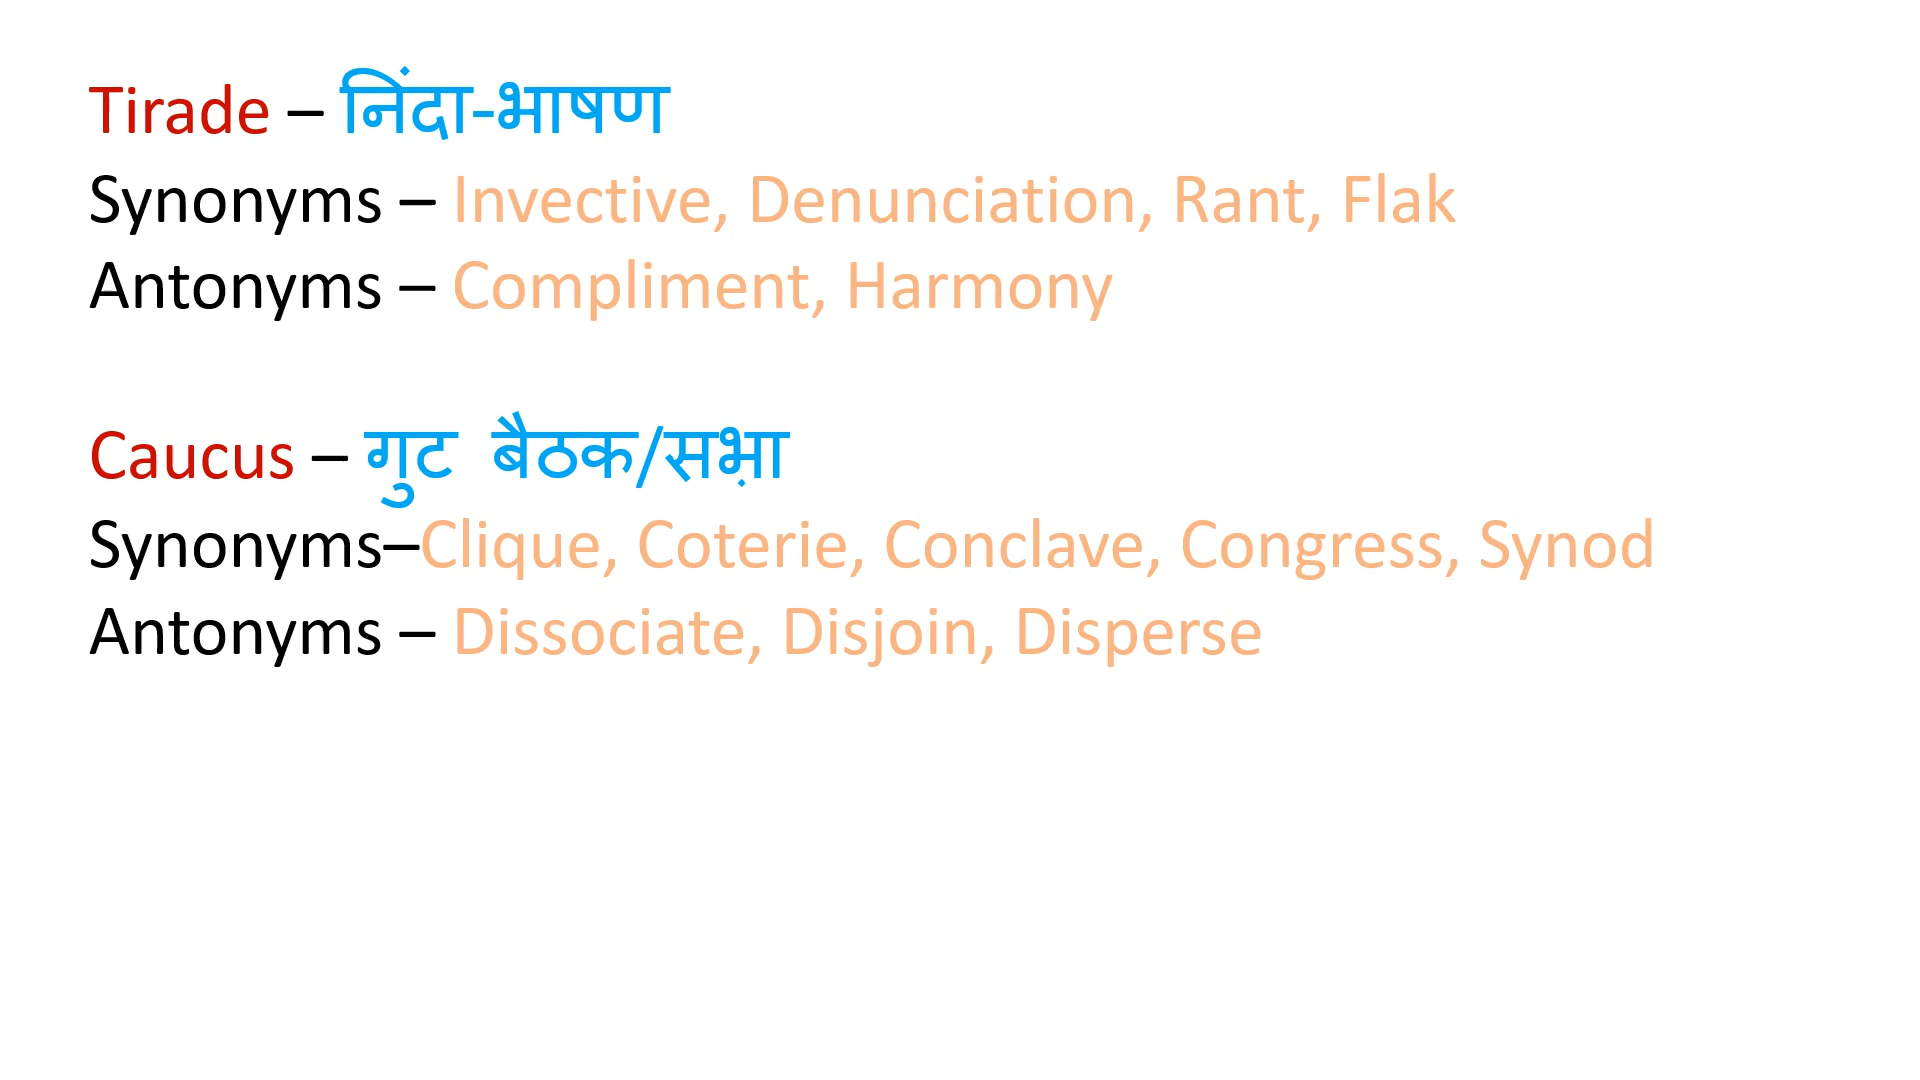 Tirade – निंदा-भाषण
Synonyms – Invective, Denunciation, Rant, Flak
Antonyms – Compliment, Harmony
Caucus – गुट बैठक/सभ़ा
Synonyms–Clique, Coterie, Conclave, Congress, Synod
Antonyms – Dissociate, Disjoin, Disperse